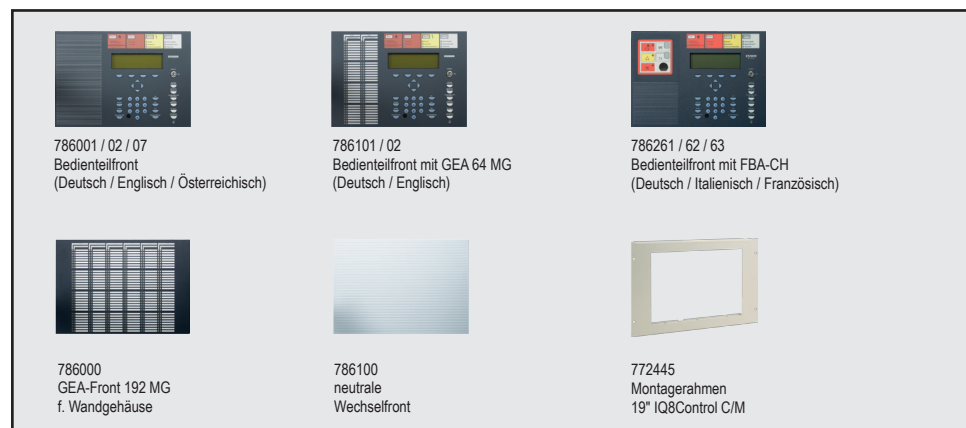 786001 / 02 / 07
Bedienteilfront
(Deutsch / Englisch / Österreichisch)
786101 / 02
Bedienteilfront mit GEA 64 MG
(Deutsch / Englisch)
786261 / 62 / 63
Bedienteilfront mit FBA-CH
(Deutsch / Italienisch / Französisch)
786000
GEA-Front 192 MG
f. Wandgehäuse
786100
neutrale
Wechselfront
772445
Montagerahmen
19" IQ8Control C/M